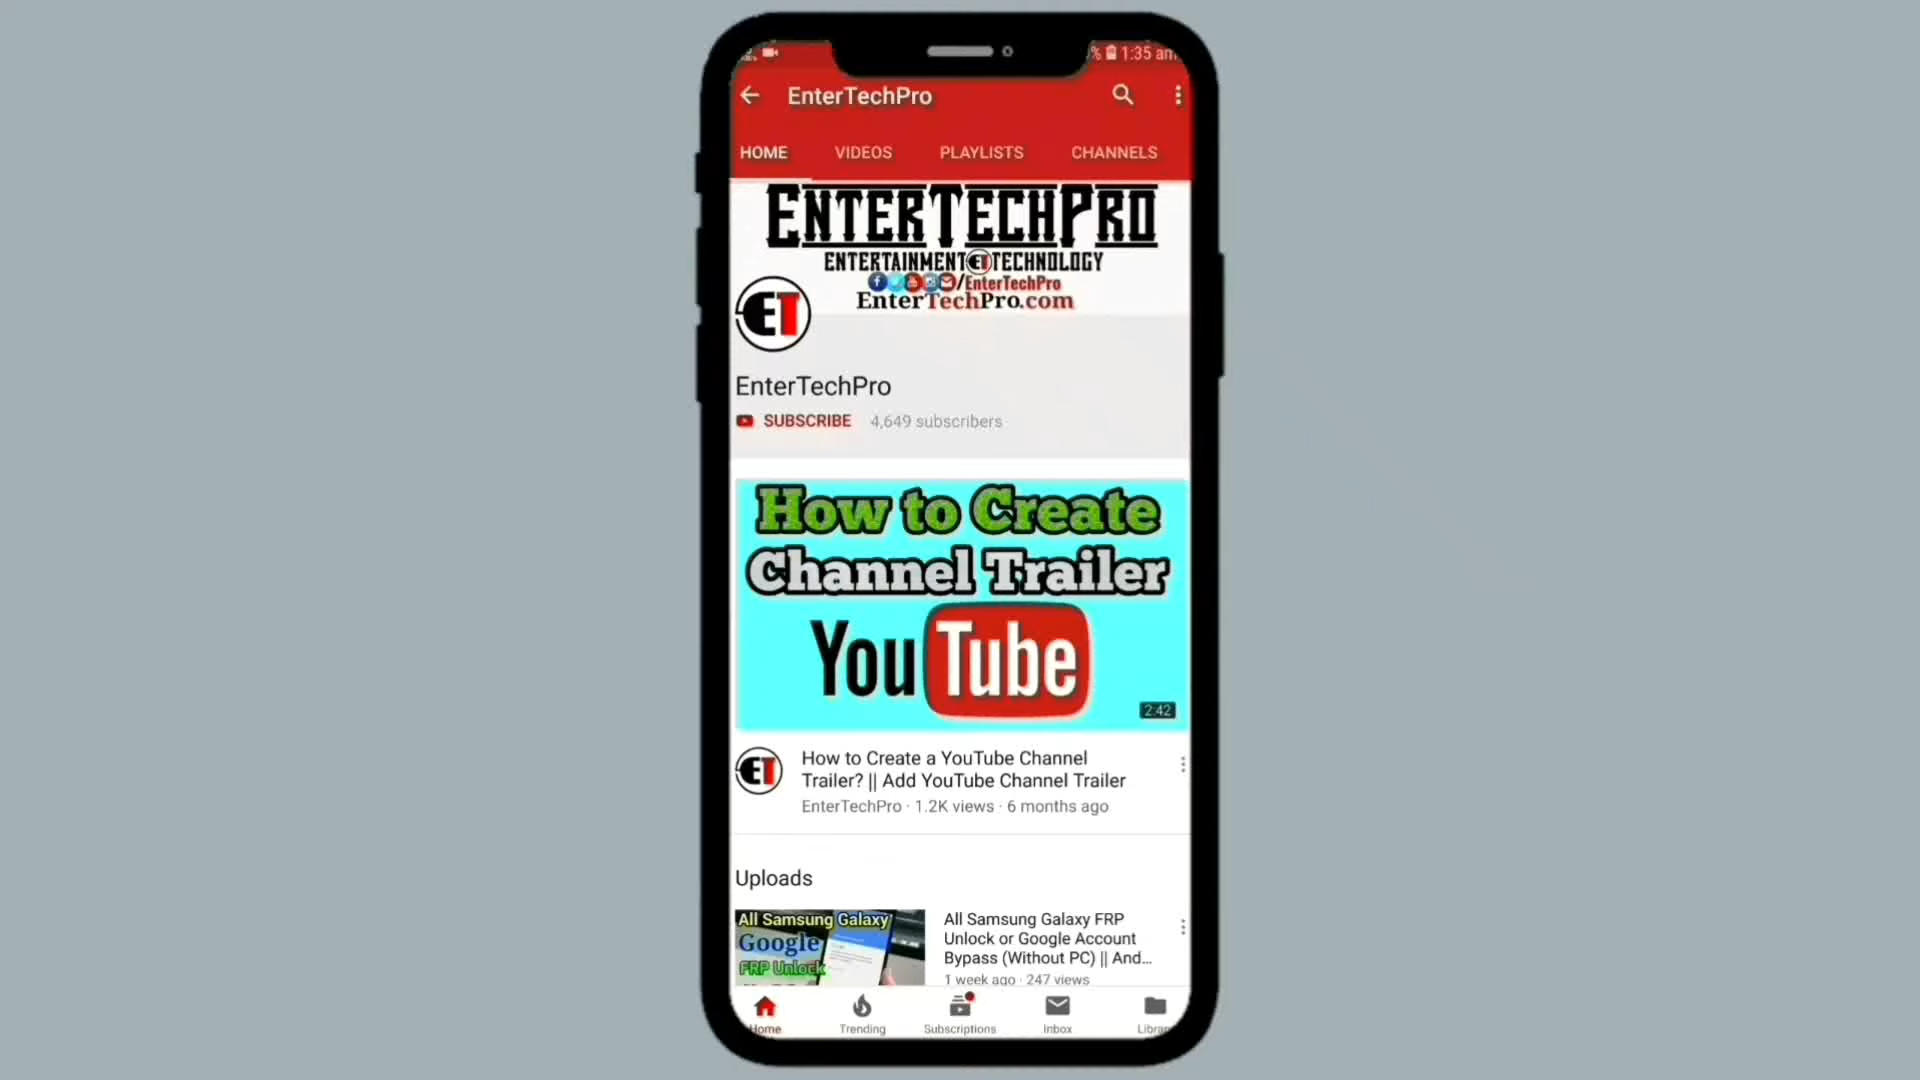 1:35 am
EnterTechPro
HOME VIDEOS PLAYLISTS CHANNELS
ENTERTECHPRO
ENTERTAINMENT ET TECHNOLOGY
/EnterTechPro
EnterTechPro.com
ET
EnterTechPro
SUBSCRIBE 4,649 subscribers
How to Create
Channel Trailer
YouTube
2:42
ET
How to Create a YouTube Channel
Trailer? || Add YouTube Channel Trailer
EnterTechPro · 1.2K views · 6 months ago
Uploads
All Samsung Galaxy
Google
FRP Unlock
All Samsung Galaxy FRP
Unlock or Google Account
Bypass (Without PC) || And...
1 week ago · 247 views
Home Trending Subscriptions Inbox